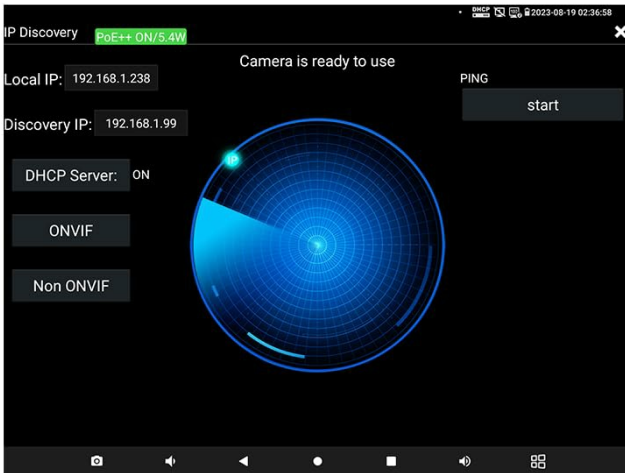 DHCP 2023-08-19 02:36:58
IP Discovery PoE++ ON/5.4W
Camera is ready to use
Local IP: 192.168.1.238
PING
start
Discovery IP: 192.168.1.99
IP
DHCP Server: ON
ONVIF
Non ONVIF